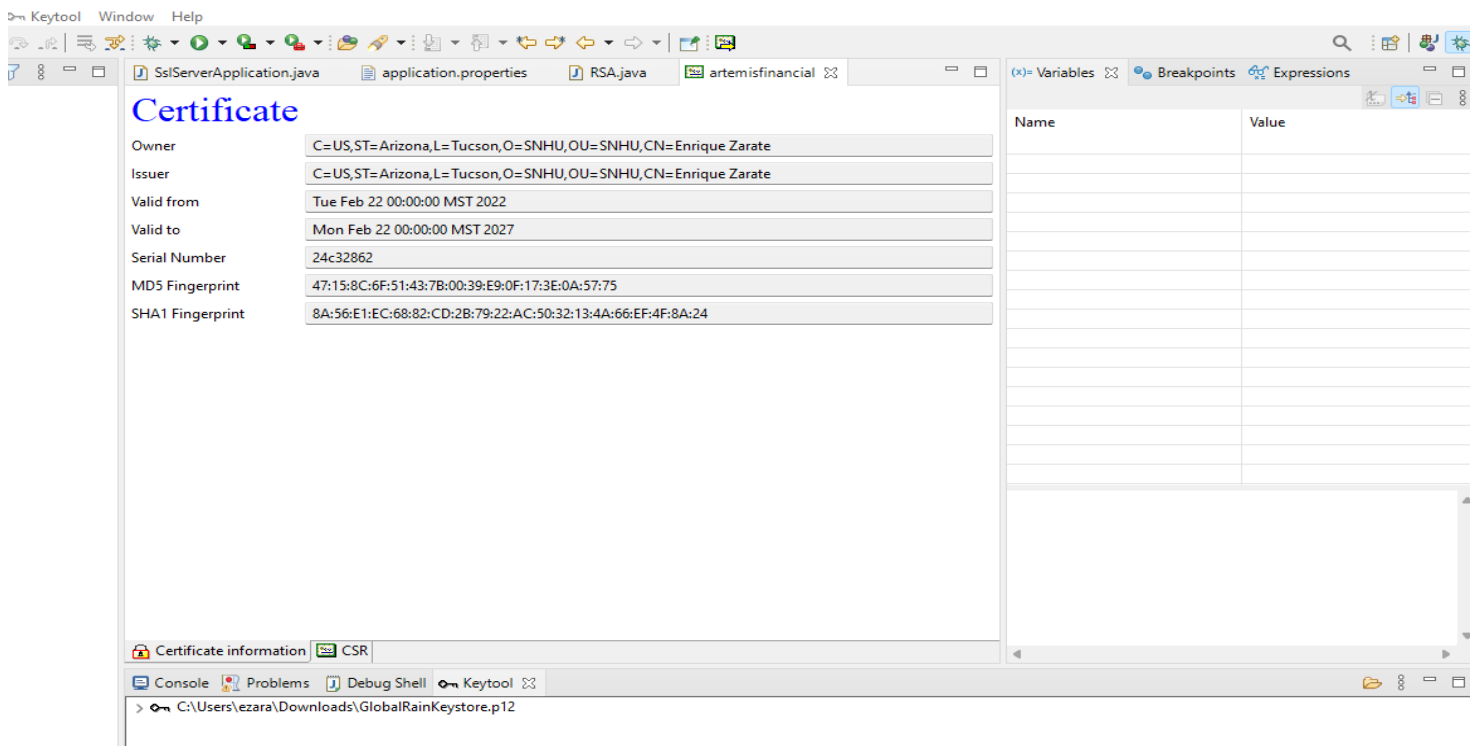 Keytool Window Help
SslServerApplication.java application.properties RSA.java artemisfinancial
(x)= Variables Breakpoints Expressions
Certificate
Name Value
Owner C=US,ST=Arizona,L=Tucson,O=SNHU,OU=SNHU,CN=Enrique Zarate
Issuer C=US,ST=Arizona,L=Tucson,O=SNHU,OU=SNHU,CN=Enrique Zarate
Valid from Tue Feb 22 00:00:00 MST 2022
Valid to Mon Feb 22 00:00:00 MST 2027
Serial Number 24c32862
MD5 Fingerprint 47:15:8C:6F:51:43:7B:00:39:E9:0F:17:3E:0A:57:75
SHA1 Fingerprint 8A:56:E1:EC:68:82:CD:2B:79:22:AC:50:32:13:4A:66:EF:4F:8A:24
Certificate information CSR
Console Problems Debug Shell Keytool
C:\Users\ezara\Downloads\GlobalRainKeystore.p12